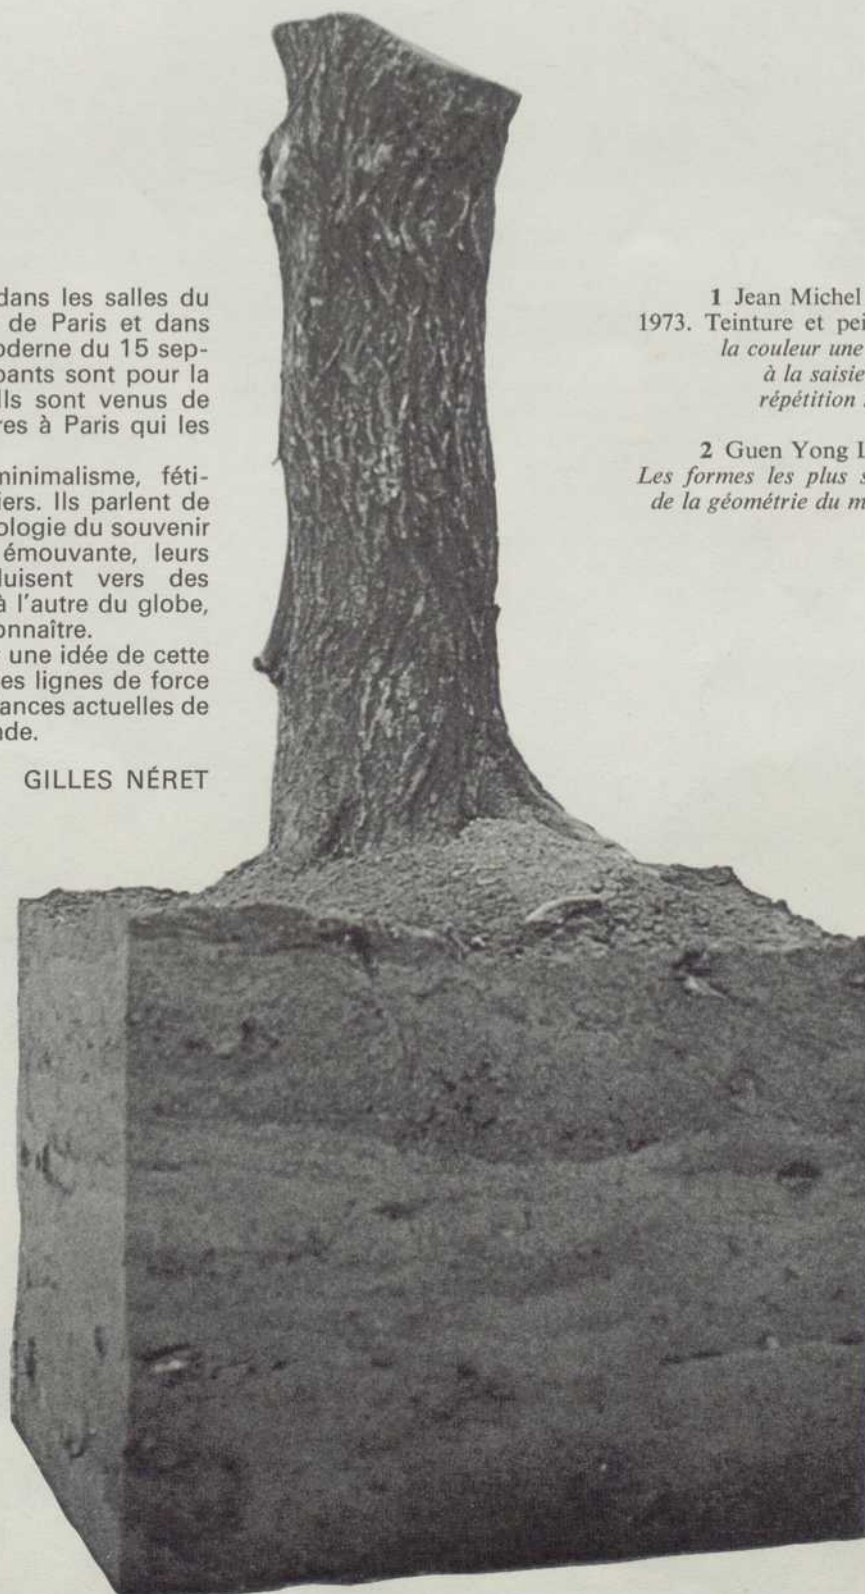 dans les salles du
de Paris et dans
oderne du 15 sep-
pants sont pour la
Ils sont venus de
res à Paris qui les
minimalisme, féti-
iers. Ils parlent de
ologie du souvenir
émouvante, leurs
luisent vers des
à l'autre du globe,
onnaître.
une idée de cette
es lignes de force
ances actuelles de
nde.
GILLES NÉRET
1 Jean Michel
1973. Teinture et pei
la couleur une
à la saisie
répétition
2 Guen Yong L
Les formes les plus s
de la géométrie du m